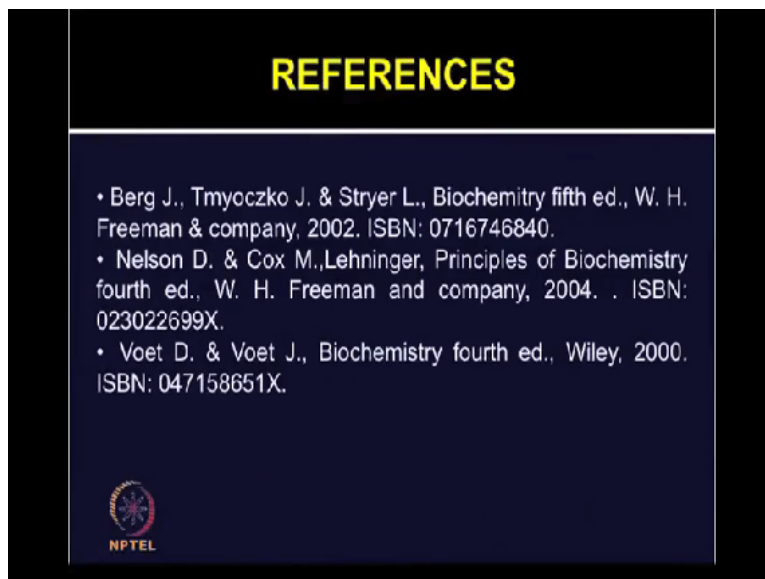 REFERENCES
• Berg J., Tmyoczko J. & Stryer L., Biochemitry fifth ed., W. H.
Freeman & company, 2002. ISBN: 0716746840.
• Nelson D. & Cox M.,Lehninger, Principles of Biochemistry
fourth ed., W. H. Freeman and company, 2004. . ISBN:
023022699X.
• Voet D. & Voet J., Biochemistry fourth ed., Wiley, 2000.
ISBN: 047158651X.
NPTEL